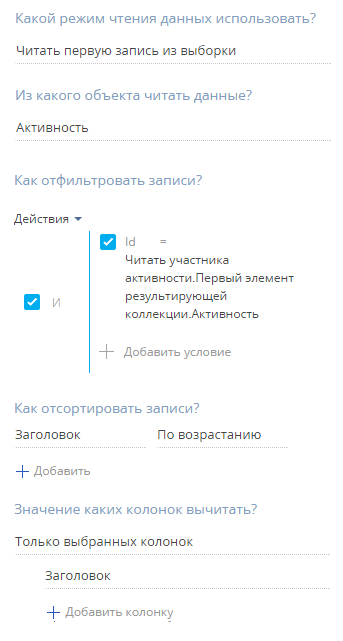 Какой режим чтения данных использовать?
Читать первую запись из выборки
Из какого объекта читать данные?
Активность
Как отфильтровать записи?
Действия
Id =
Читать участника
активности.Первый элемент
результирующей
коллекции.Активность
И
Добавить условие
Как отсортировать записи?
Заголовок По возрастанию
Добавить
Значение каких колонок вычитать?
Только выбранных колонок
Заголовок
Добавить колонку